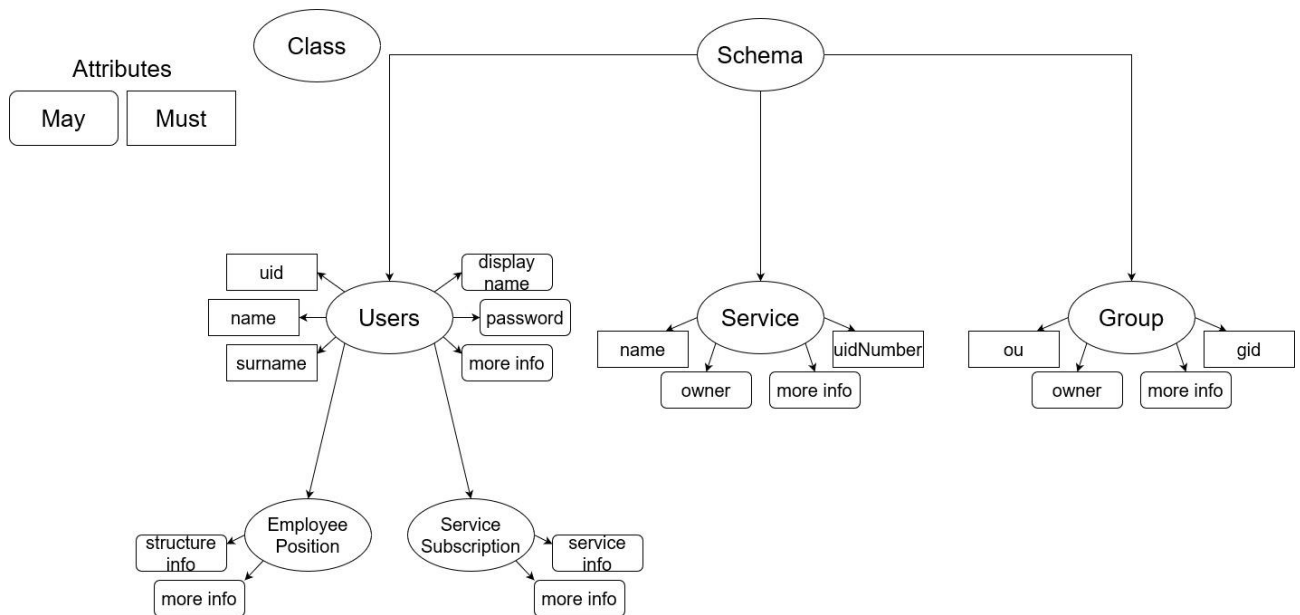 Class
Schema
Attributes
May
Must
uid
display
name
name
Users
password
surname
more info
Service
name
uidNumber
owner
more info
Group
ou
gid
owner
more info
Employee
Position
structure
info
more info
Service
Subscription
service
info
more info